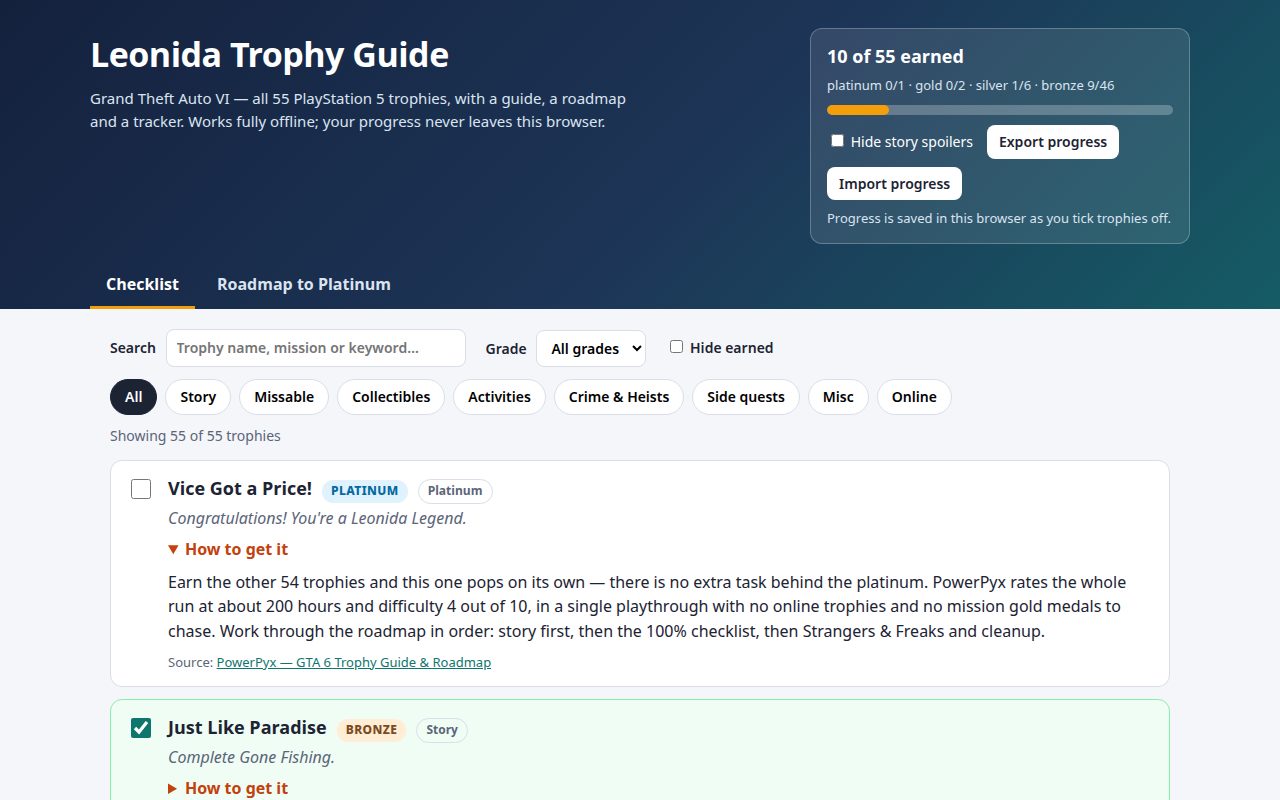 Leonida Trophy Guide
Grand Theft Auto VI — all 55 PlayStation 5 trophies, with a guide, a roadmap
and a tracker. Works fully offline; your progress never leaves this browser.
10 of 55 earned
platinum 0/1 · gold 0/2 · silver 1/6 · bronze 9/46
Hide story spoilers
Export progress
Import progress
Progress is saved in this browser as you tick trophies off.
Checklist
Roadmap to Platinum
Search
Trophy name, mission or keyword...
Grade
All grades
Hide earned
All
Story
Missable
Collectibles
Activities
Crime & Heists
Side quests
Misc
Online
Showing 55 of 55 trophies
Vice Got a Price!
PLATINUM
Platinum
Congratulations! You're a Leonida Legend.
How to get it
Earn the other 54 trophies and this one pops on its own — there is no extra task behind the platinum. PowerPyx rates the whole
run at about 200 hours and difficulty 4 out of 10, in a single playthrough with no online trophies and no mission gold medals to
chase. Work through the roadmap in order: story first, then the 100% checklist, then Strangers & Freaks and cleanup.
Source: PowerPyx — GTA 6 Trophy Guide & Roadmap
Just Like Paradise
BRONZE
Story
Complete Gone Fishing.
How to get it